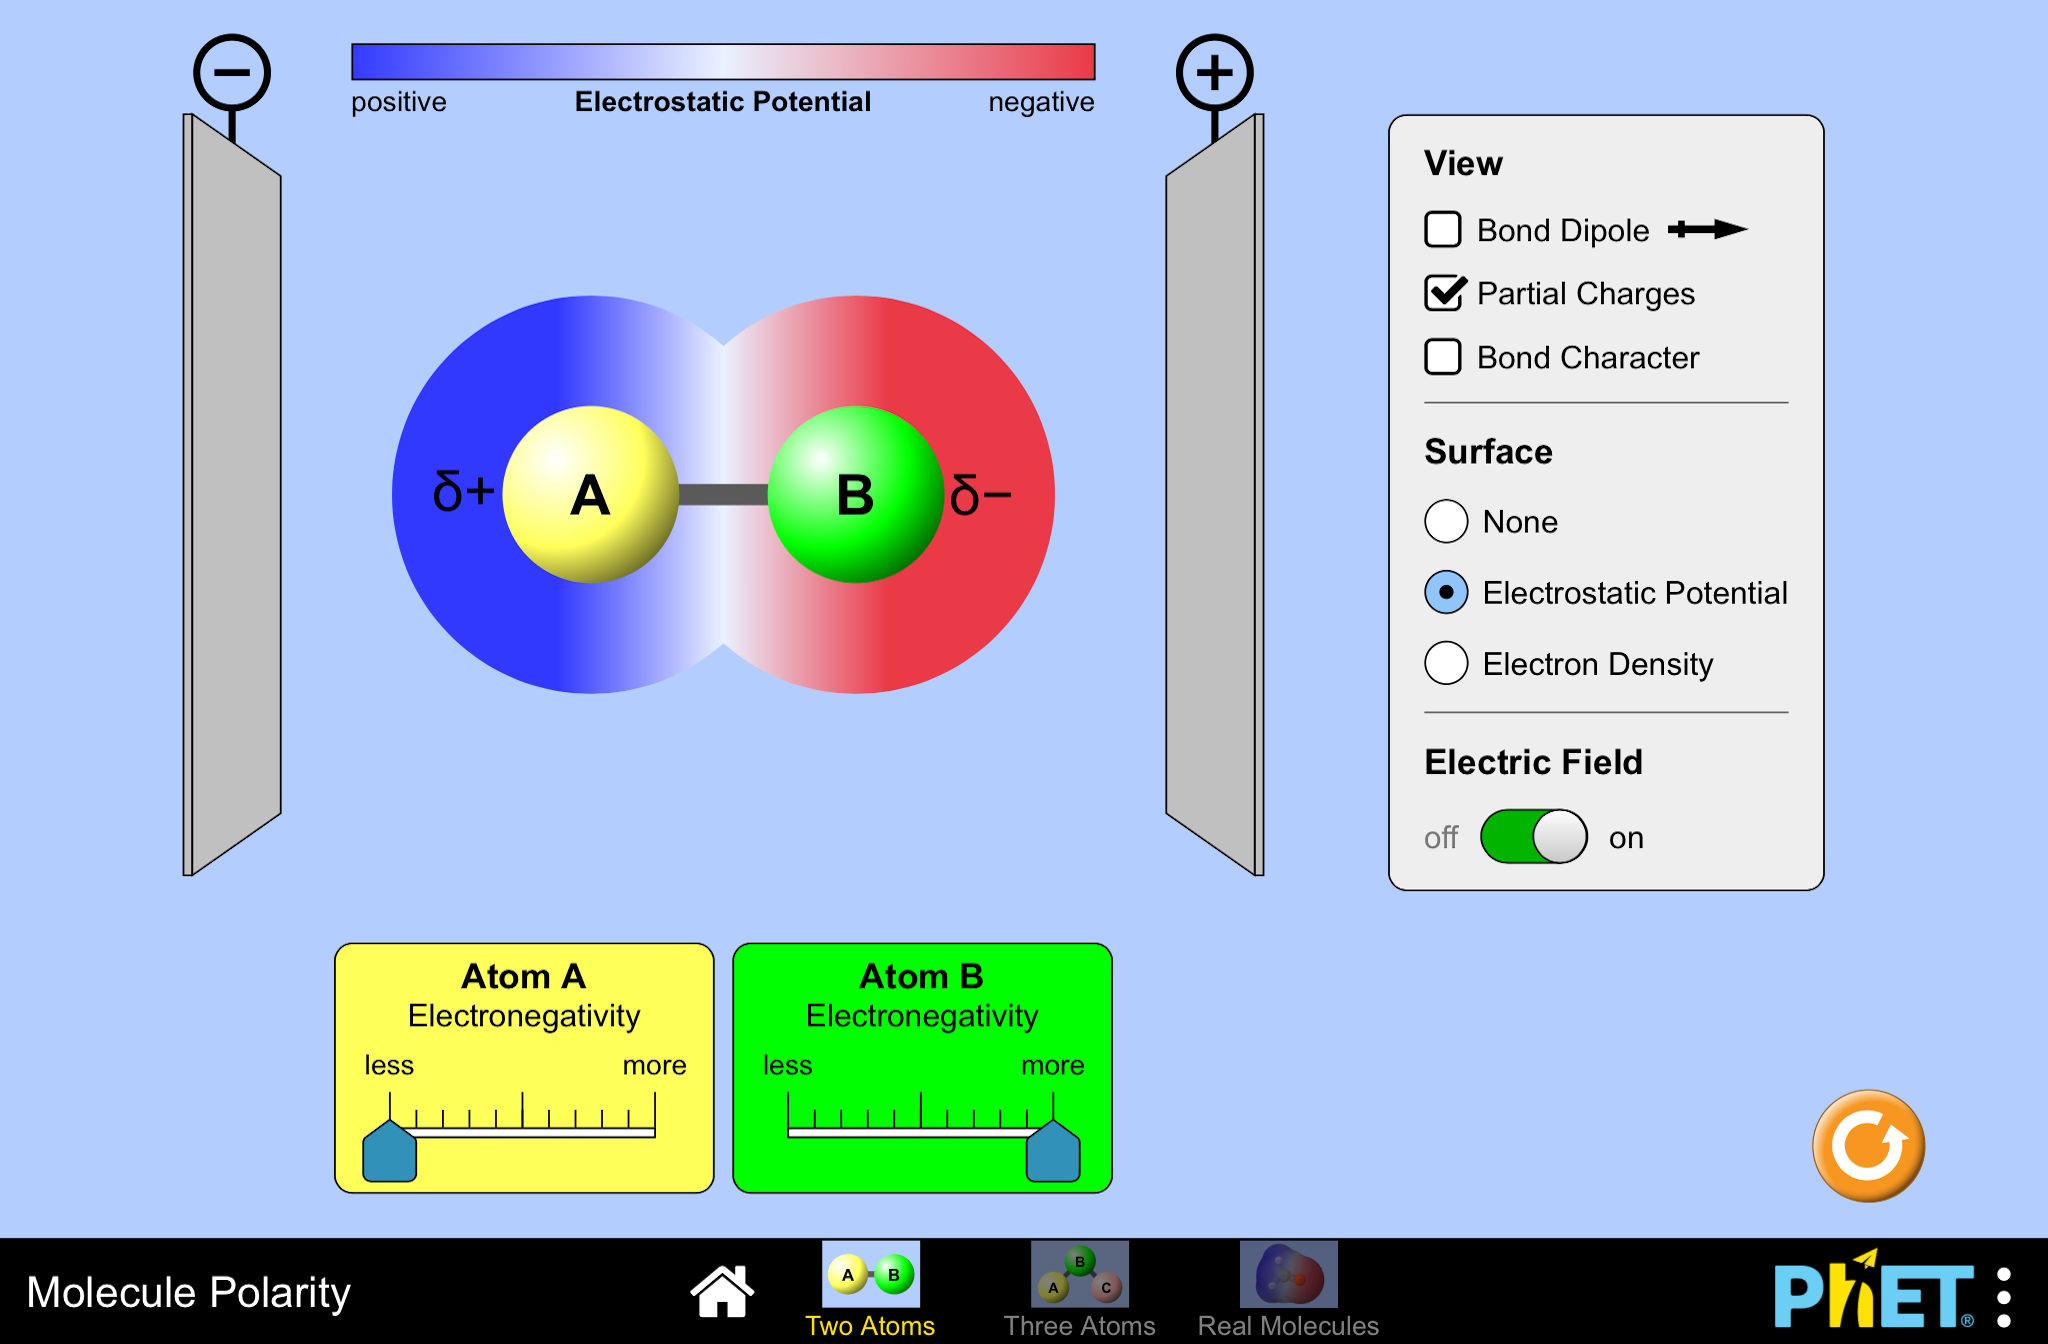 − +
positive Electrostatic Potential negative
View
Bond Dipole
Partial Charges
Bond Character
δ+ A B δ−
Surface
None
Electrostatic Potential
Electron Density
Electric Field
off on
Atom A
Electronegativity
less more
Atom B
Electronegativity
less more
Molecule Polarity
A B
Two Atoms
A B C
Three Atoms
Real Molecules
PhET®